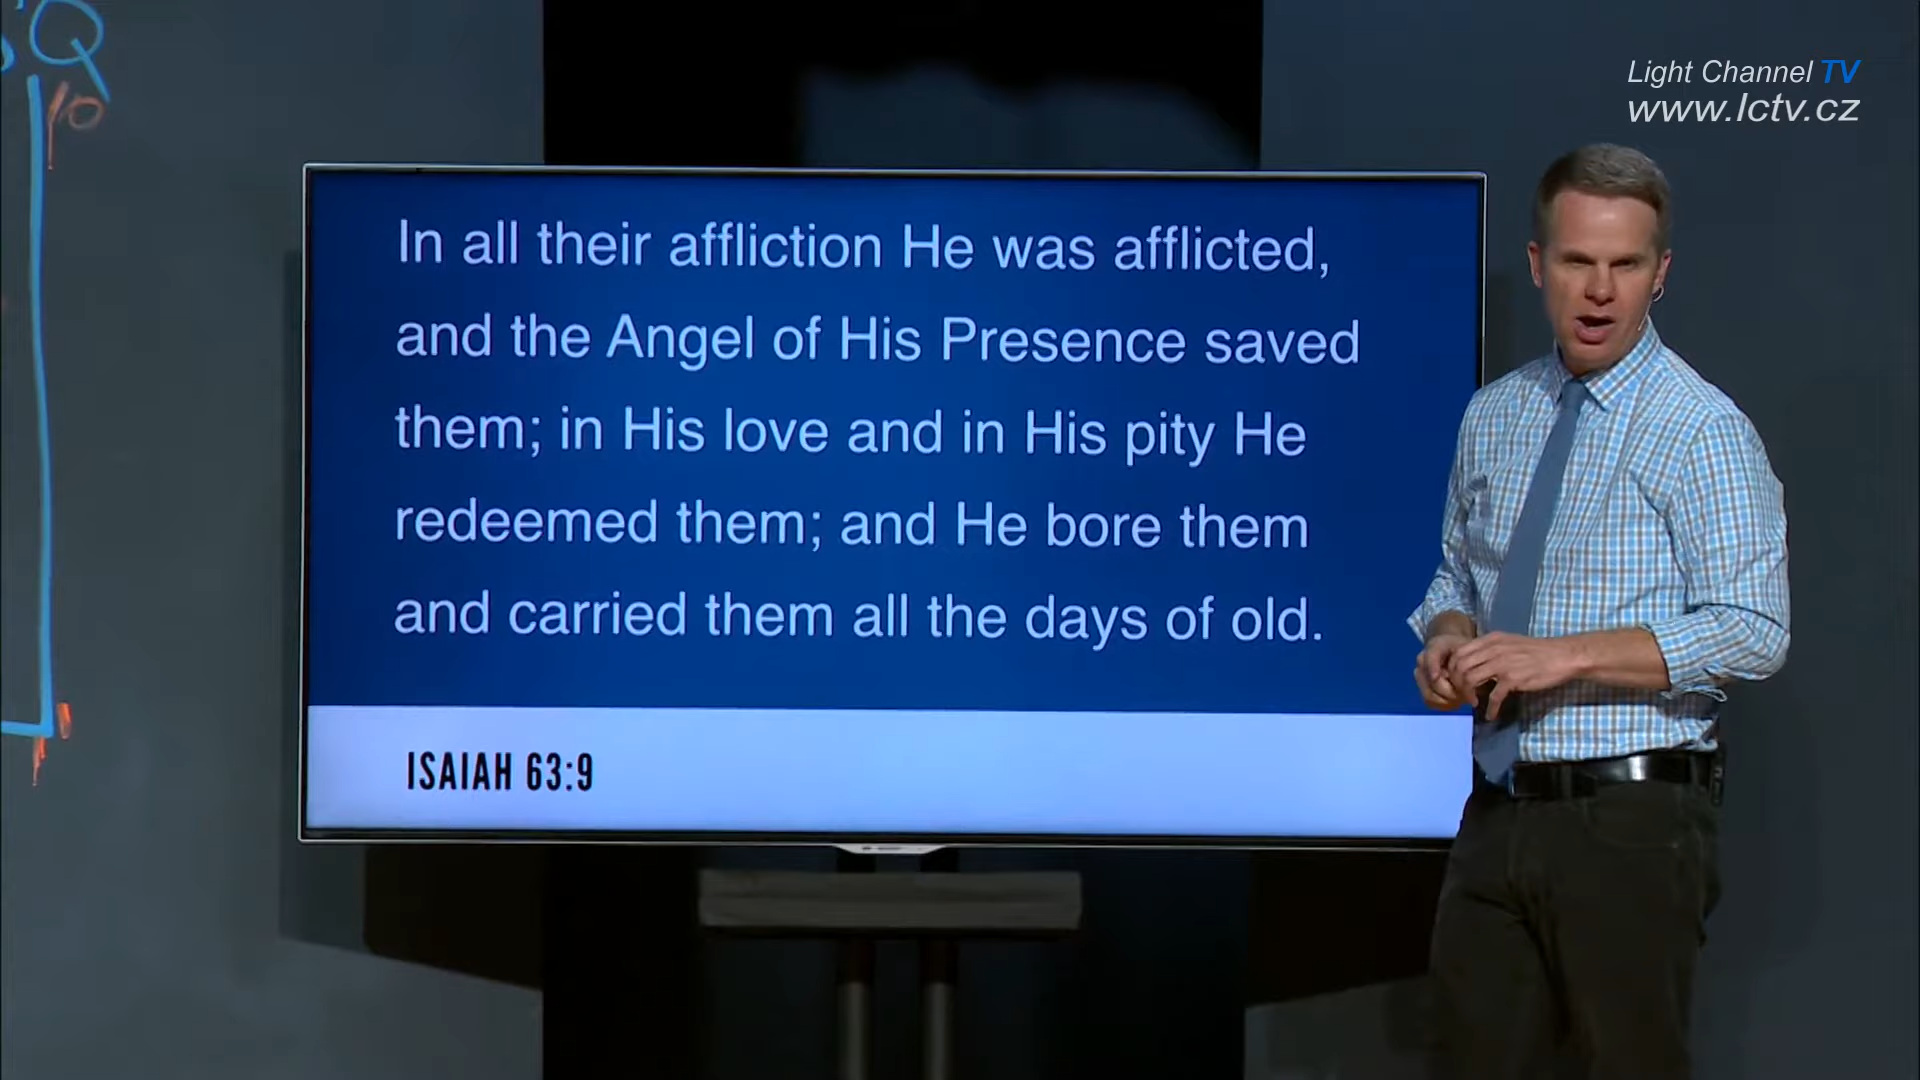 Q
10
Light Channel TV
www.lctv.cz
In all their affliction He was afflicted,
and the Angel of His Presence saved
them; in His love and in His pity He
redeemed them; and He bore them
and carried them all the days of old.
ISAIAH 63:9